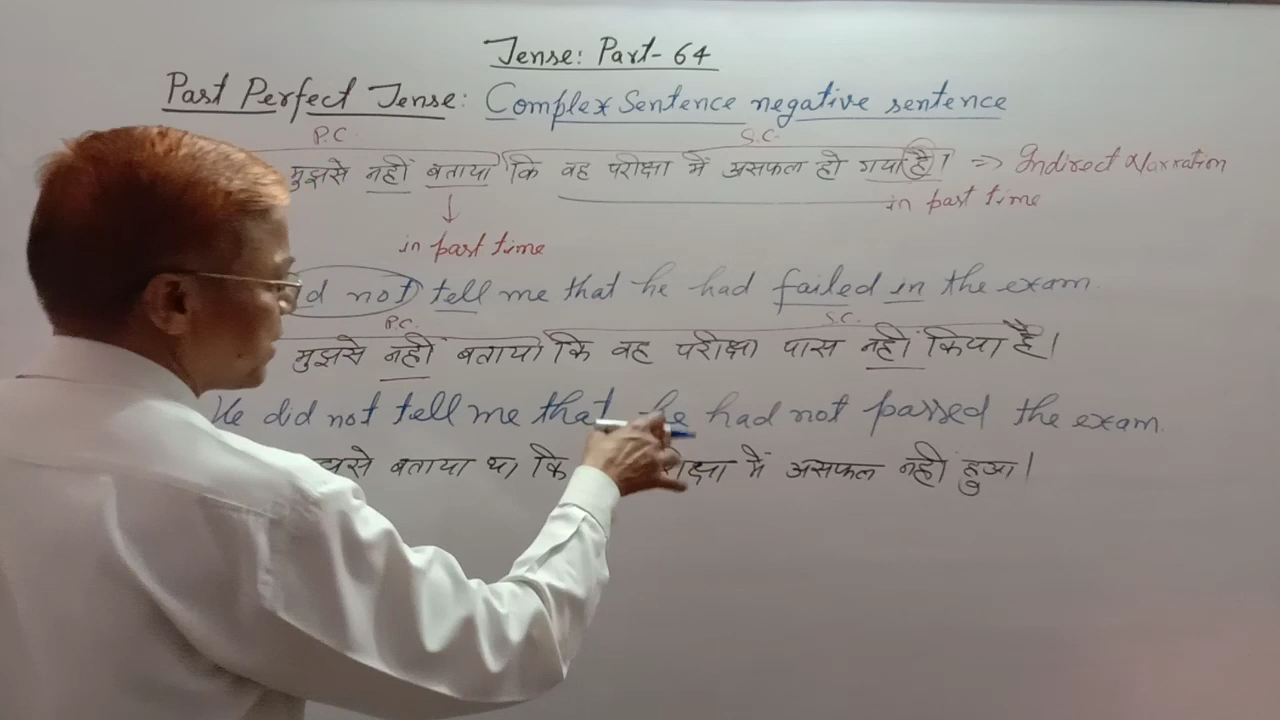 Tense: Part-64
Past Perfect Tense: Complex Sentence negative sentence
P.C. S.C.
मुझसे नहीं बताया कि वह परीक्षा में असफल हो गया है। => Indirect Narration
in past time
in past time
not tell me that he had failed in the exam.
P.C. S.C.
मुझसे नहीं बताया कि वह परीक्षा पास नहीं किया है।
He did not tell me that he had not passed the exam.
बताया था कि में असफल नहीं हुआ।